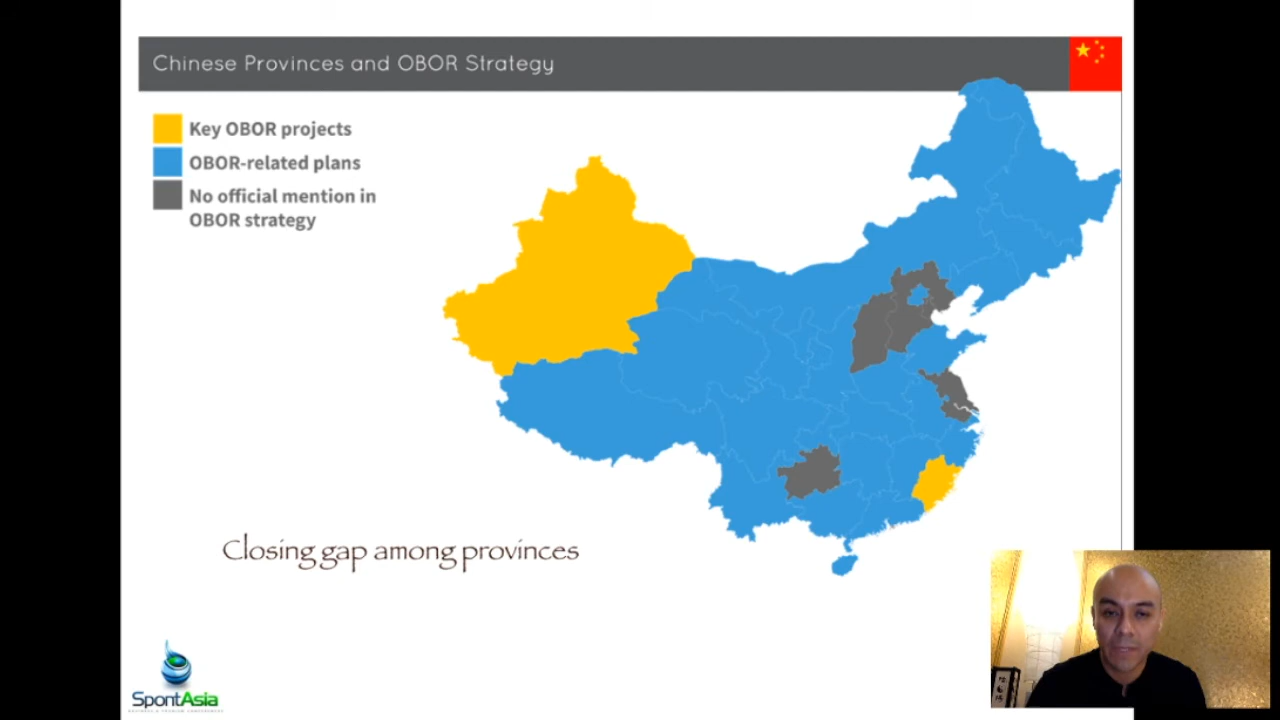 Chinese Provinces and OBOR Strategy
Key OBOR projects
OBOR-related plans
No official mention in
OBOR strategy
Closing gap among provinces
SpontAsia